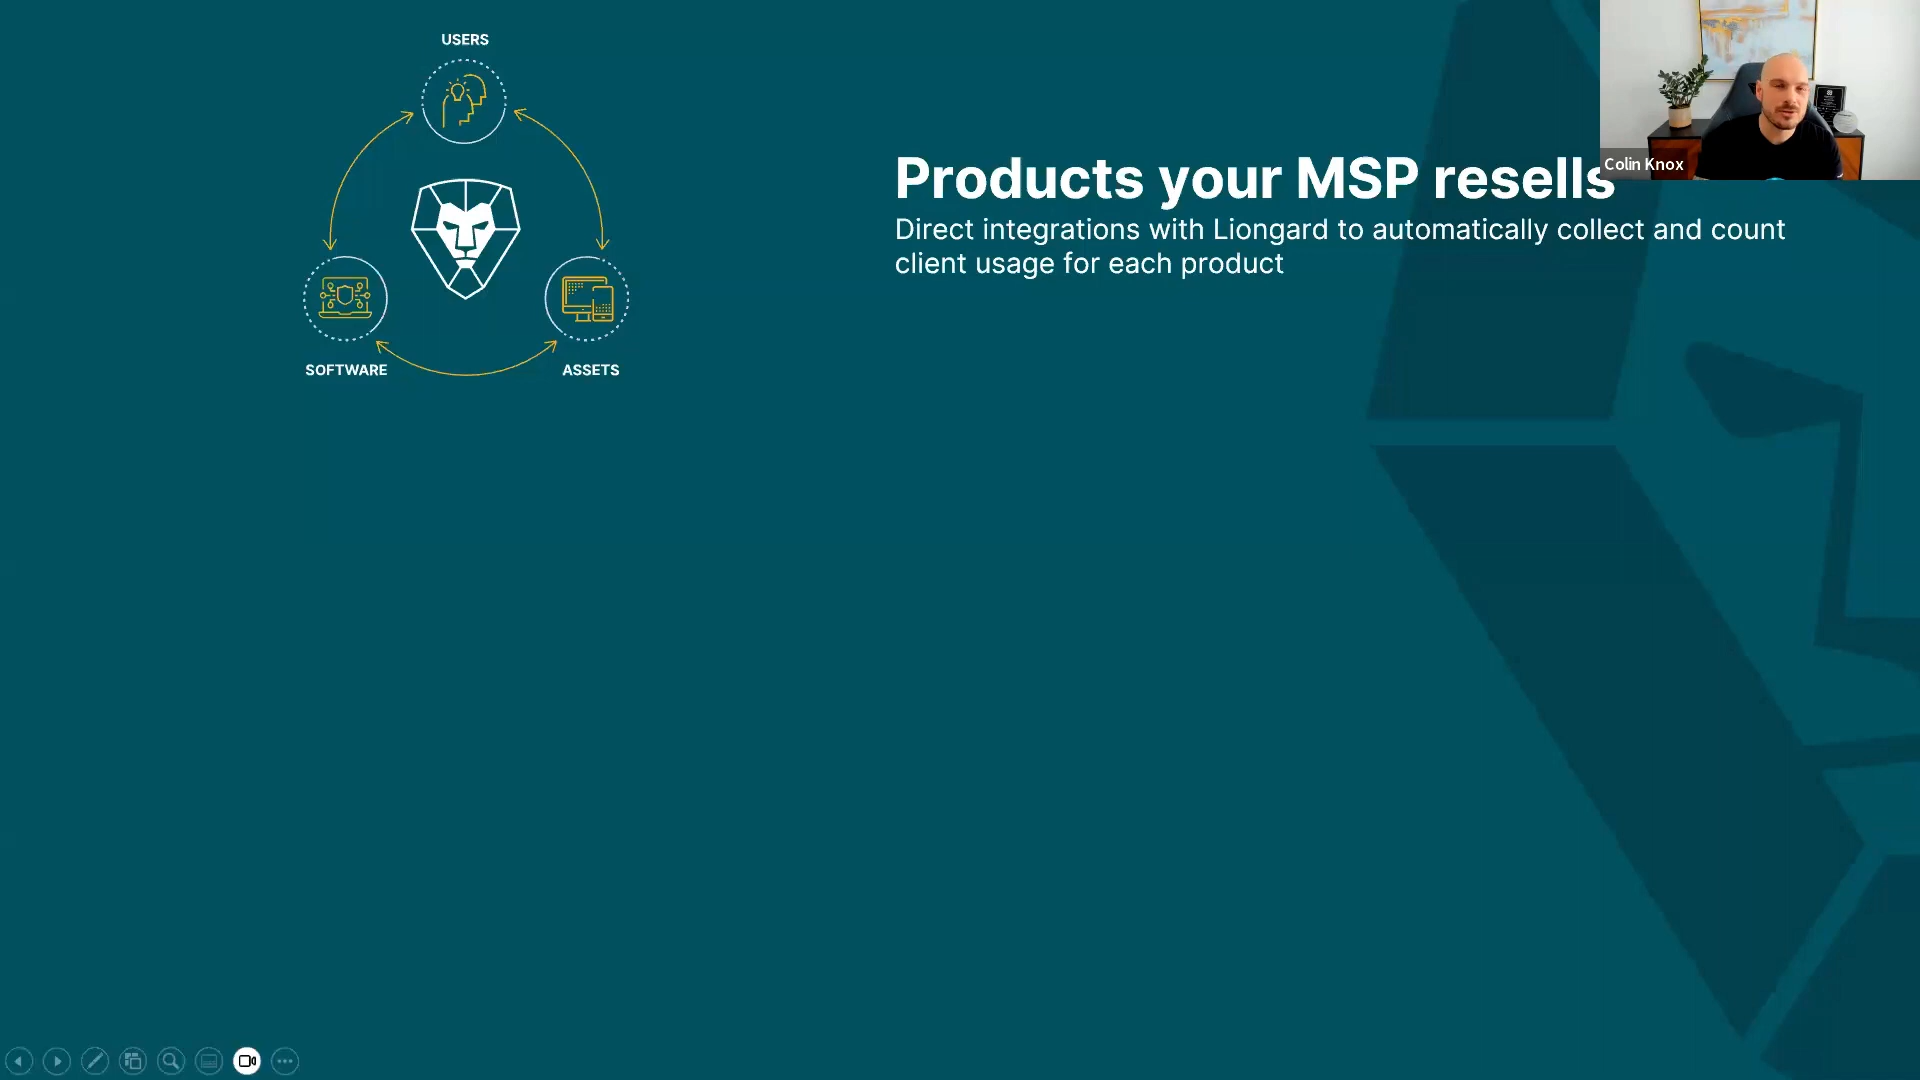 USERS
SOFTWARE
ASSETS
Products your MSP resells
Direct integrations with Liongard to automatically collect and count
client usage for each product
Colin Knox